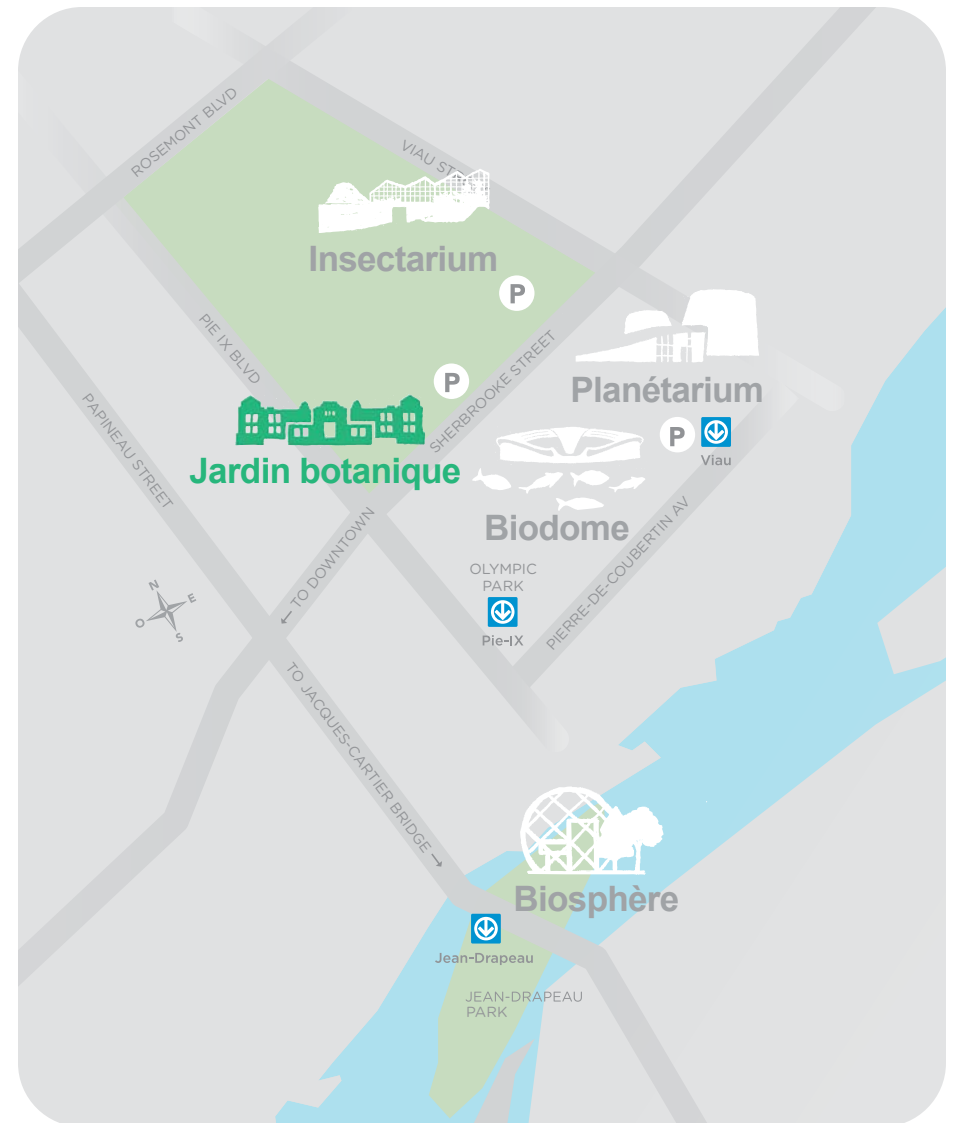 ROSEMONT BLVD
VIAU ST
Insectarium
P
PIE IX BLVD
SHERBROOKE STREET
Planétarium
P
PAPINEAU STREET
Jardin botanique
P
Viau
Biodome
TO DOWNTOWN
PIERRE-DE-COUBERTIN AV
OLYMPIC
PARK
Pie-IX
N
E
O
S
TO JACQUES-CARTIER BRIDGE
Biosphère
Jean-Drapeau
JEAN-DRAPEAU
PARK